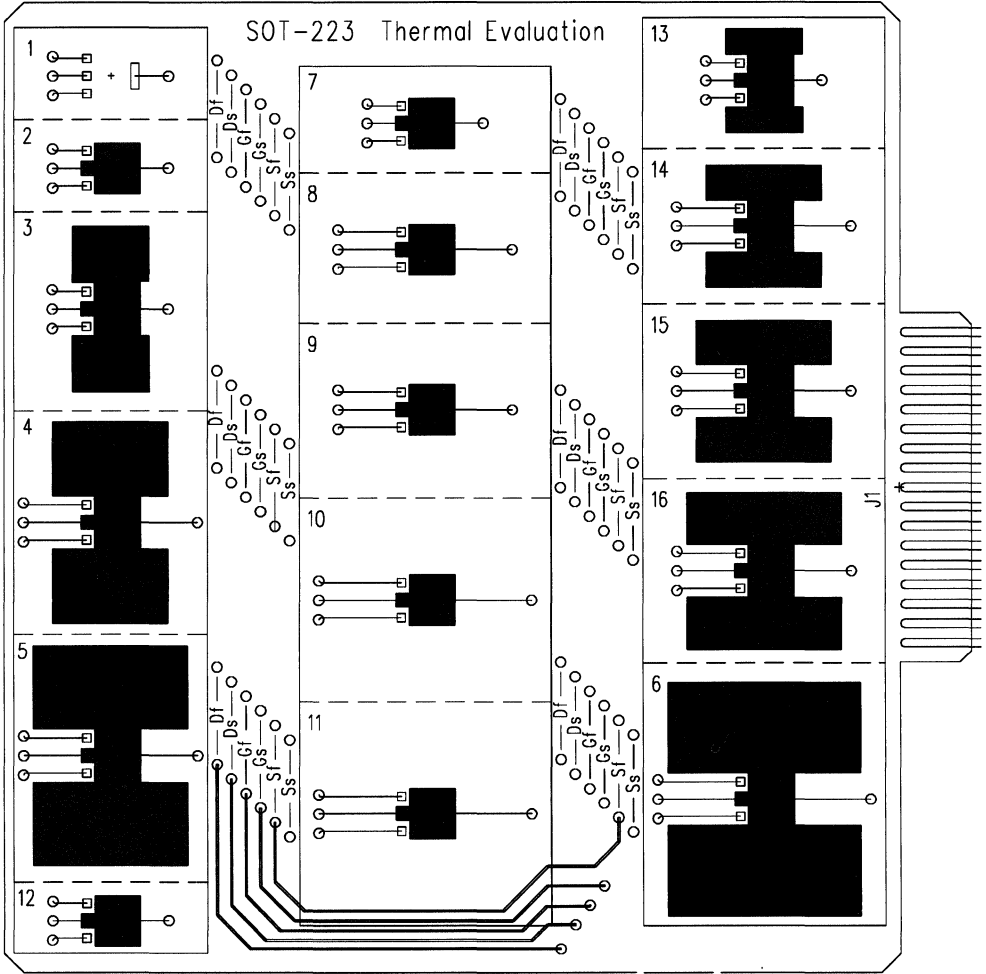 SOT-223 Thermal Evaluation
1
2
3
4
5
12
Df
Ds
Gf
Gs
Sf
Ss
Df
Ds
Gf
Gs
Sf
Ss
Df
Ds
Gf
Gs
Sf
Ss
7
8
9
10
11
Df
Ds
Gf
Gs
Sf
Ss
Df
Ds
Gf
Gs
Sf
Ss
Df
Ds
Gf
Gs
Sf
Ss
13
14
15
16
6
J1